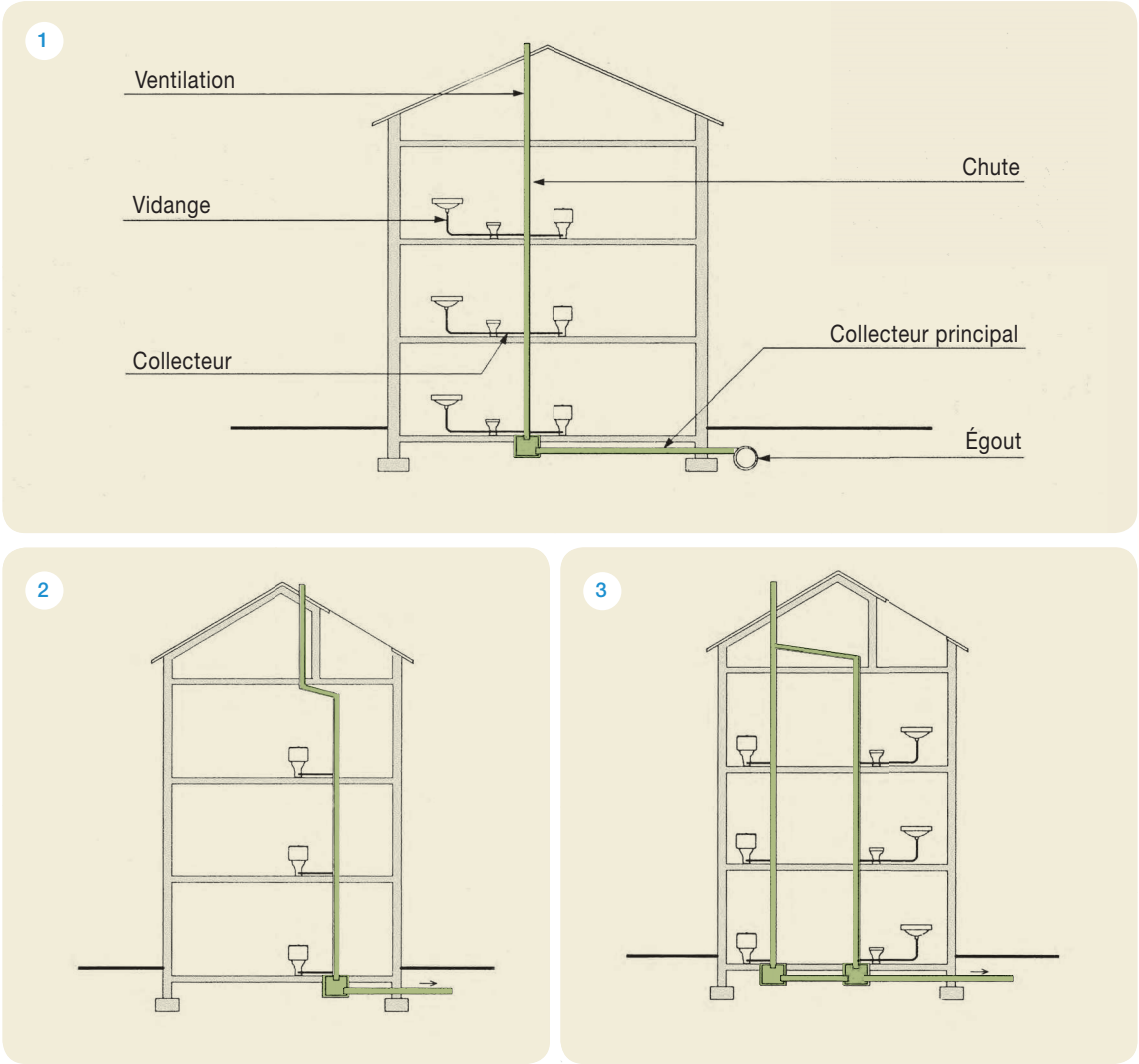 1
Ventilation
Chute
Vidange
Collecteur principal
Collecteur
Égout
2
3